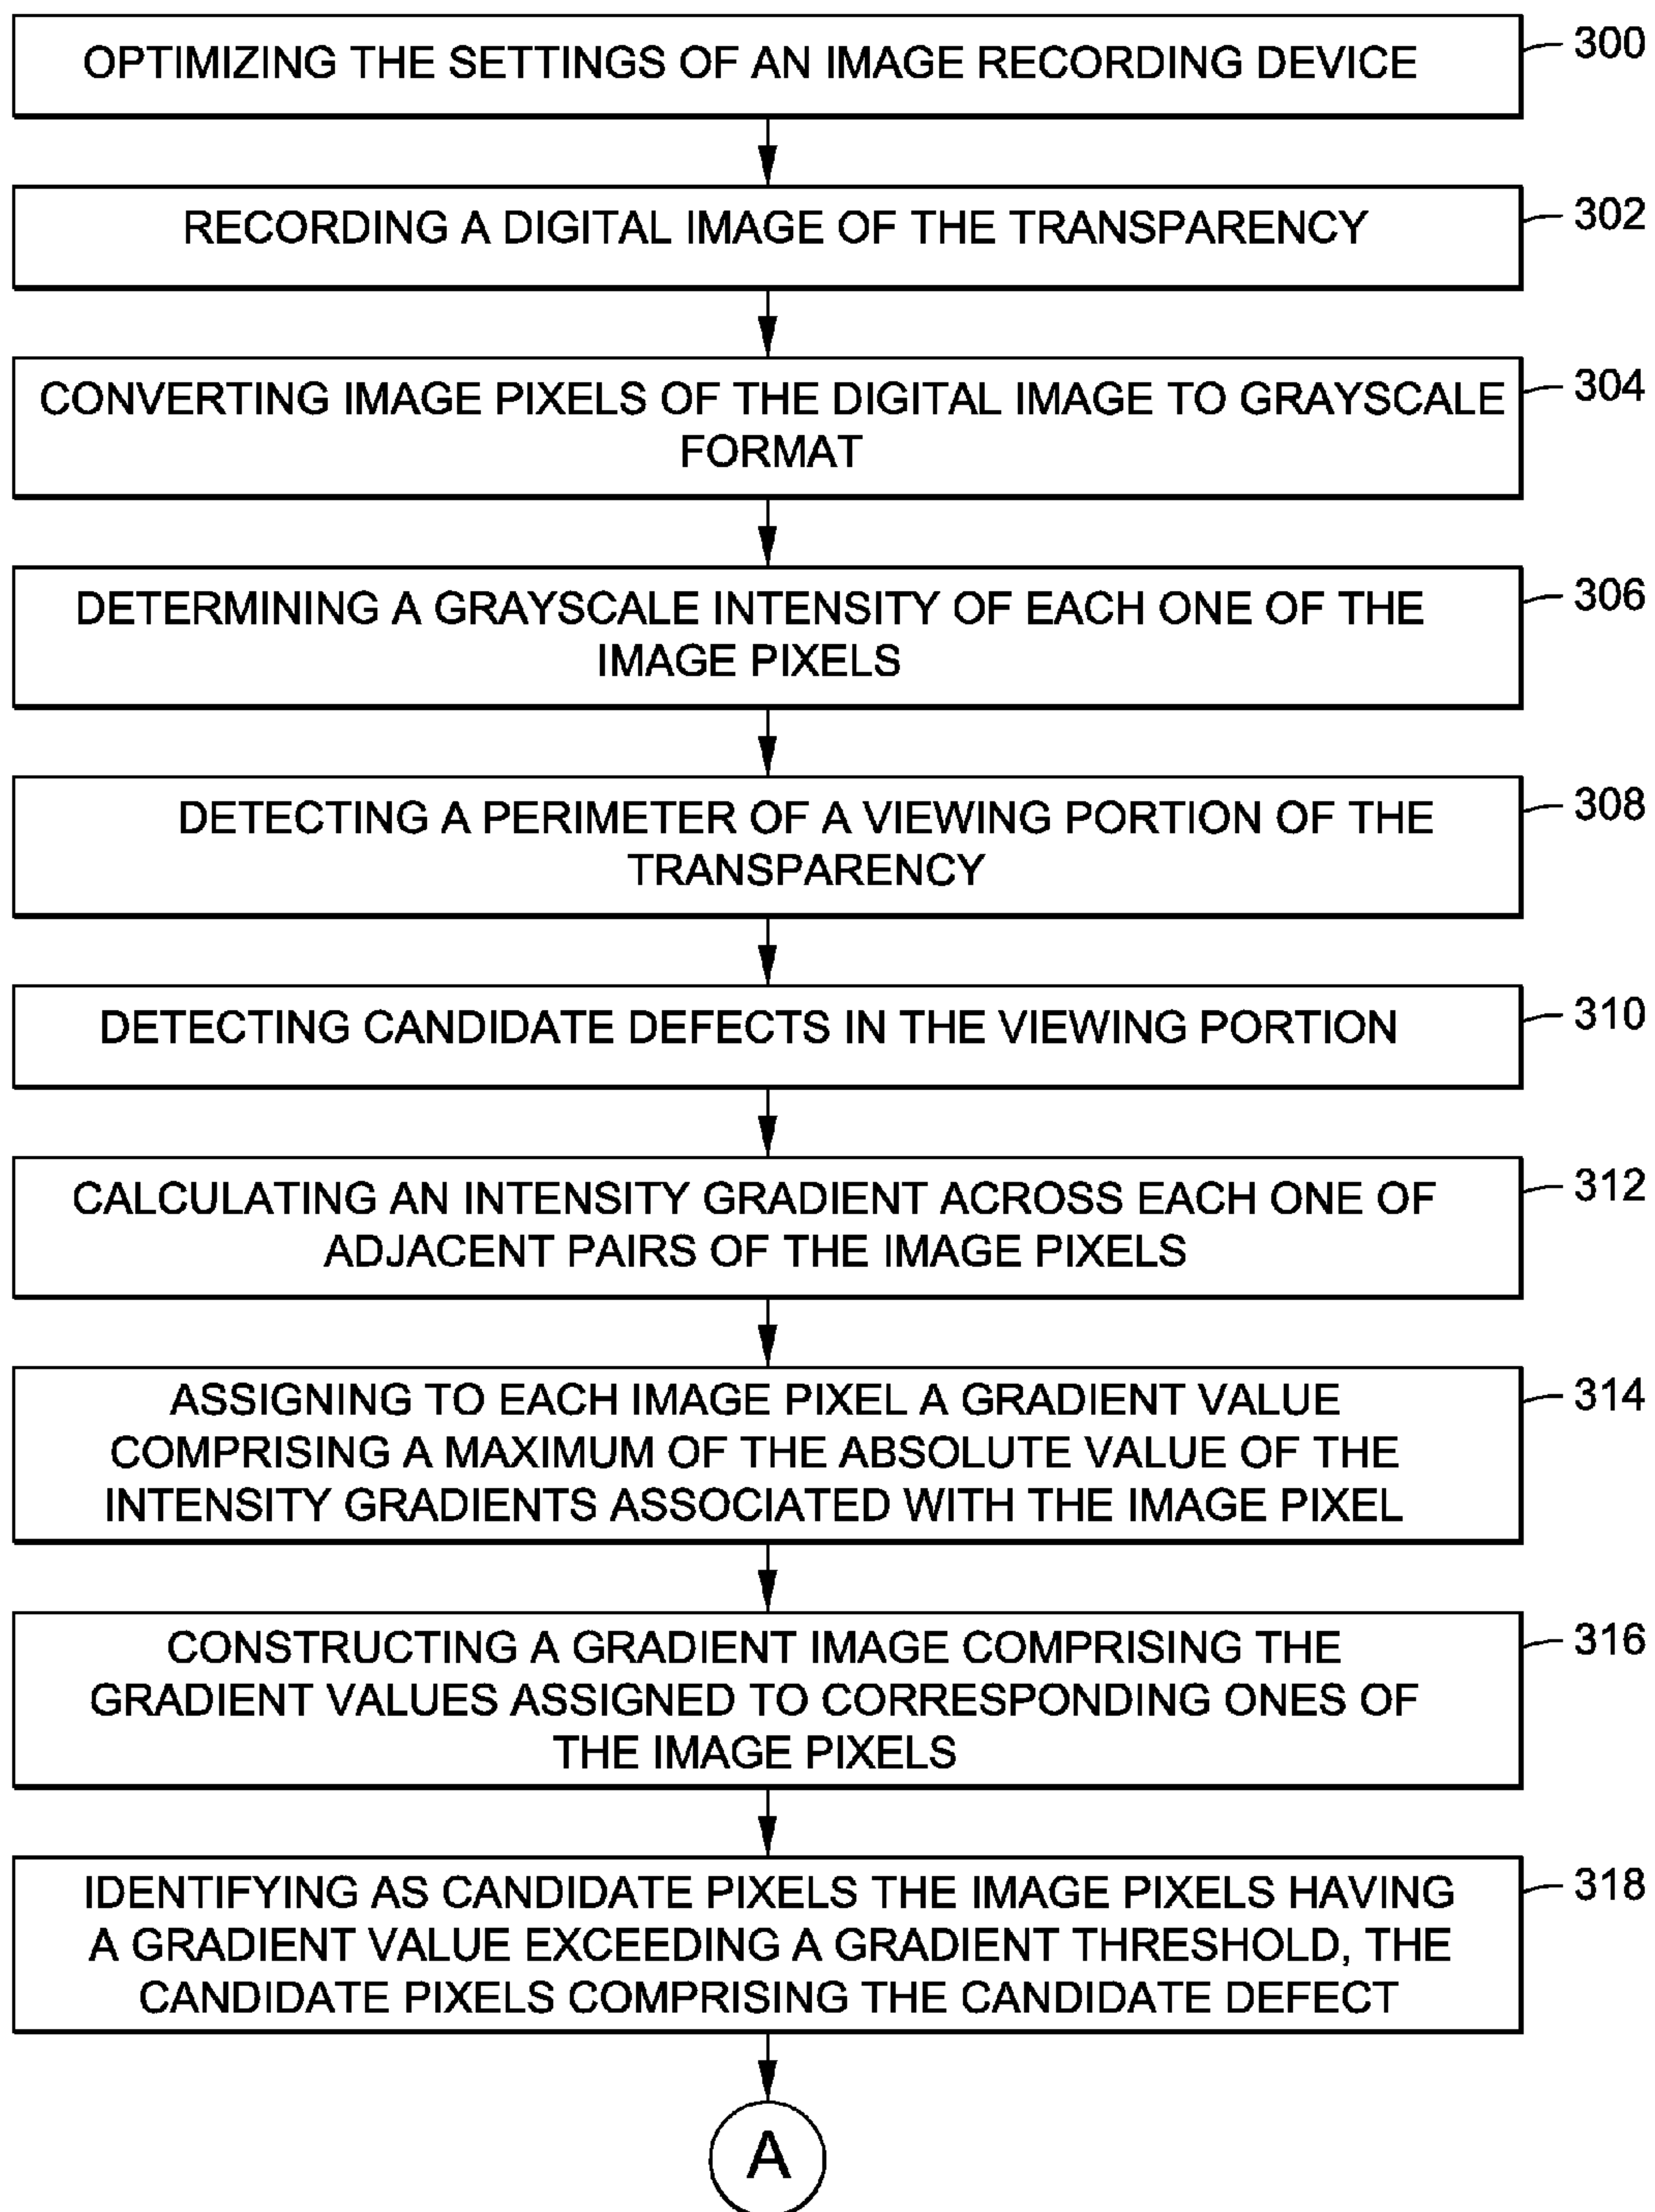 OPTIMIZING THE SETTINGS OF AN IMAGE RECORDING DEVICE
300
RECORDING A DIGITAL IMAGE OF THE TRANSPARENCY
302
CONVERTING IMAGE PIXELS OF THE DIGITAL IMAGE TO GRAYSCALE
FORMAT
304
DETERMINING A GRAYSCALE INTENSITY OF EACH ONE OF THE
IMAGE PIXELS
306
DETECTING A PERIMETER OF A VIEWING PORTION OF THE
TRANSPARENCY
308
DETECTING CANDIDATE DEFECTS IN THE VIEWING PORTION
310
CALCULATING AN INTENSITY GRADIENT ACROSS EACH ONE OF
ADJACENT PAIRS OF THE IMAGE PIXELS
312
ASSIGNING TO EACH IMAGE PIXEL A GRADIENT VALUE
COMPRISING A MAXIMUM OF THE ABSOLUTE VALUE OF THE
INTENSITY GRADIENTS ASSOCIATED WITH THE IMAGE PIXEL
314
CONSTRUCTING A GRADIENT IMAGE COMPRISING THE
GRADIENT VALUES ASSIGNED TO CORRESPONDING ONES OF
THE IMAGE PIXELS
316
IDENTIFYING AS CANDIDATE PIXELS THE IMAGE PIXELS HAVING
A GRADIENT VALUE EXCEEDING A GRADIENT THRESHOLD, THE
CANDIDATE PIXELS COMPRISING THE CANDIDATE DEFECT
318
A